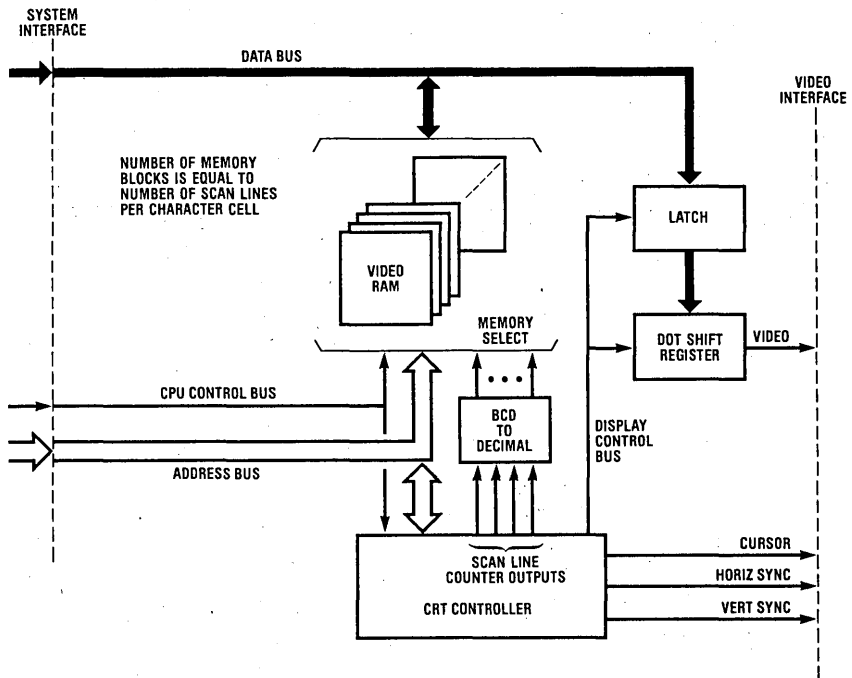 SYSTEM
INTERFACE
DATA BUS
VIDEO
INTERFACE
NUMBER OF MEMORY
BLOCKS IS EQUAL TO
NUMBER OF SCAN LINES
PER CHARACTER CELL
LATCH
VIDEO
RAM
MEMORY
SELECT
DOT SHIFT
REGISTER
VIDEO
CPU CONTROL BUS
BCD
TO
DECIMAL
DISPLAY
CONTROL
BUS
ADDRESS BUS
SCAN LINE
COUNTER OUTPUTS
CRT CONTROLLER
CURSOR
HORIZ SYNC
VERT SYNC